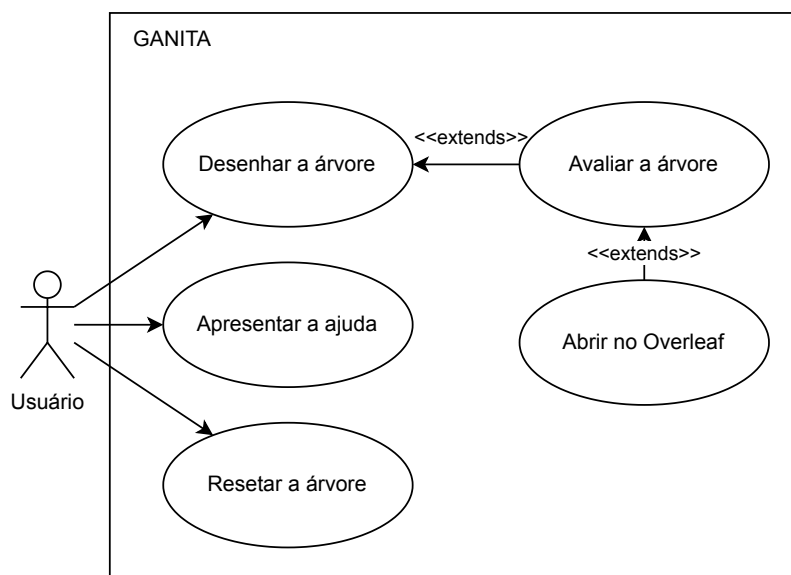 GANITA
Desenhar a árvore
<<extends>>
Avaliar a árvore
<<extends>>
Apresentar a ajuda
Abrir no Overleaf
Usuário
Resetar a árvore